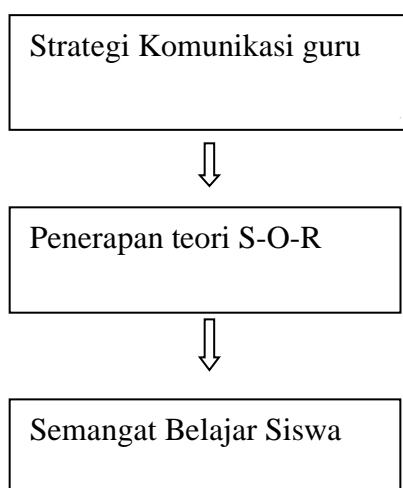 Strategi Komunikasi guru
Penerapan teori S-O-R
Semangat Belajar Siswa